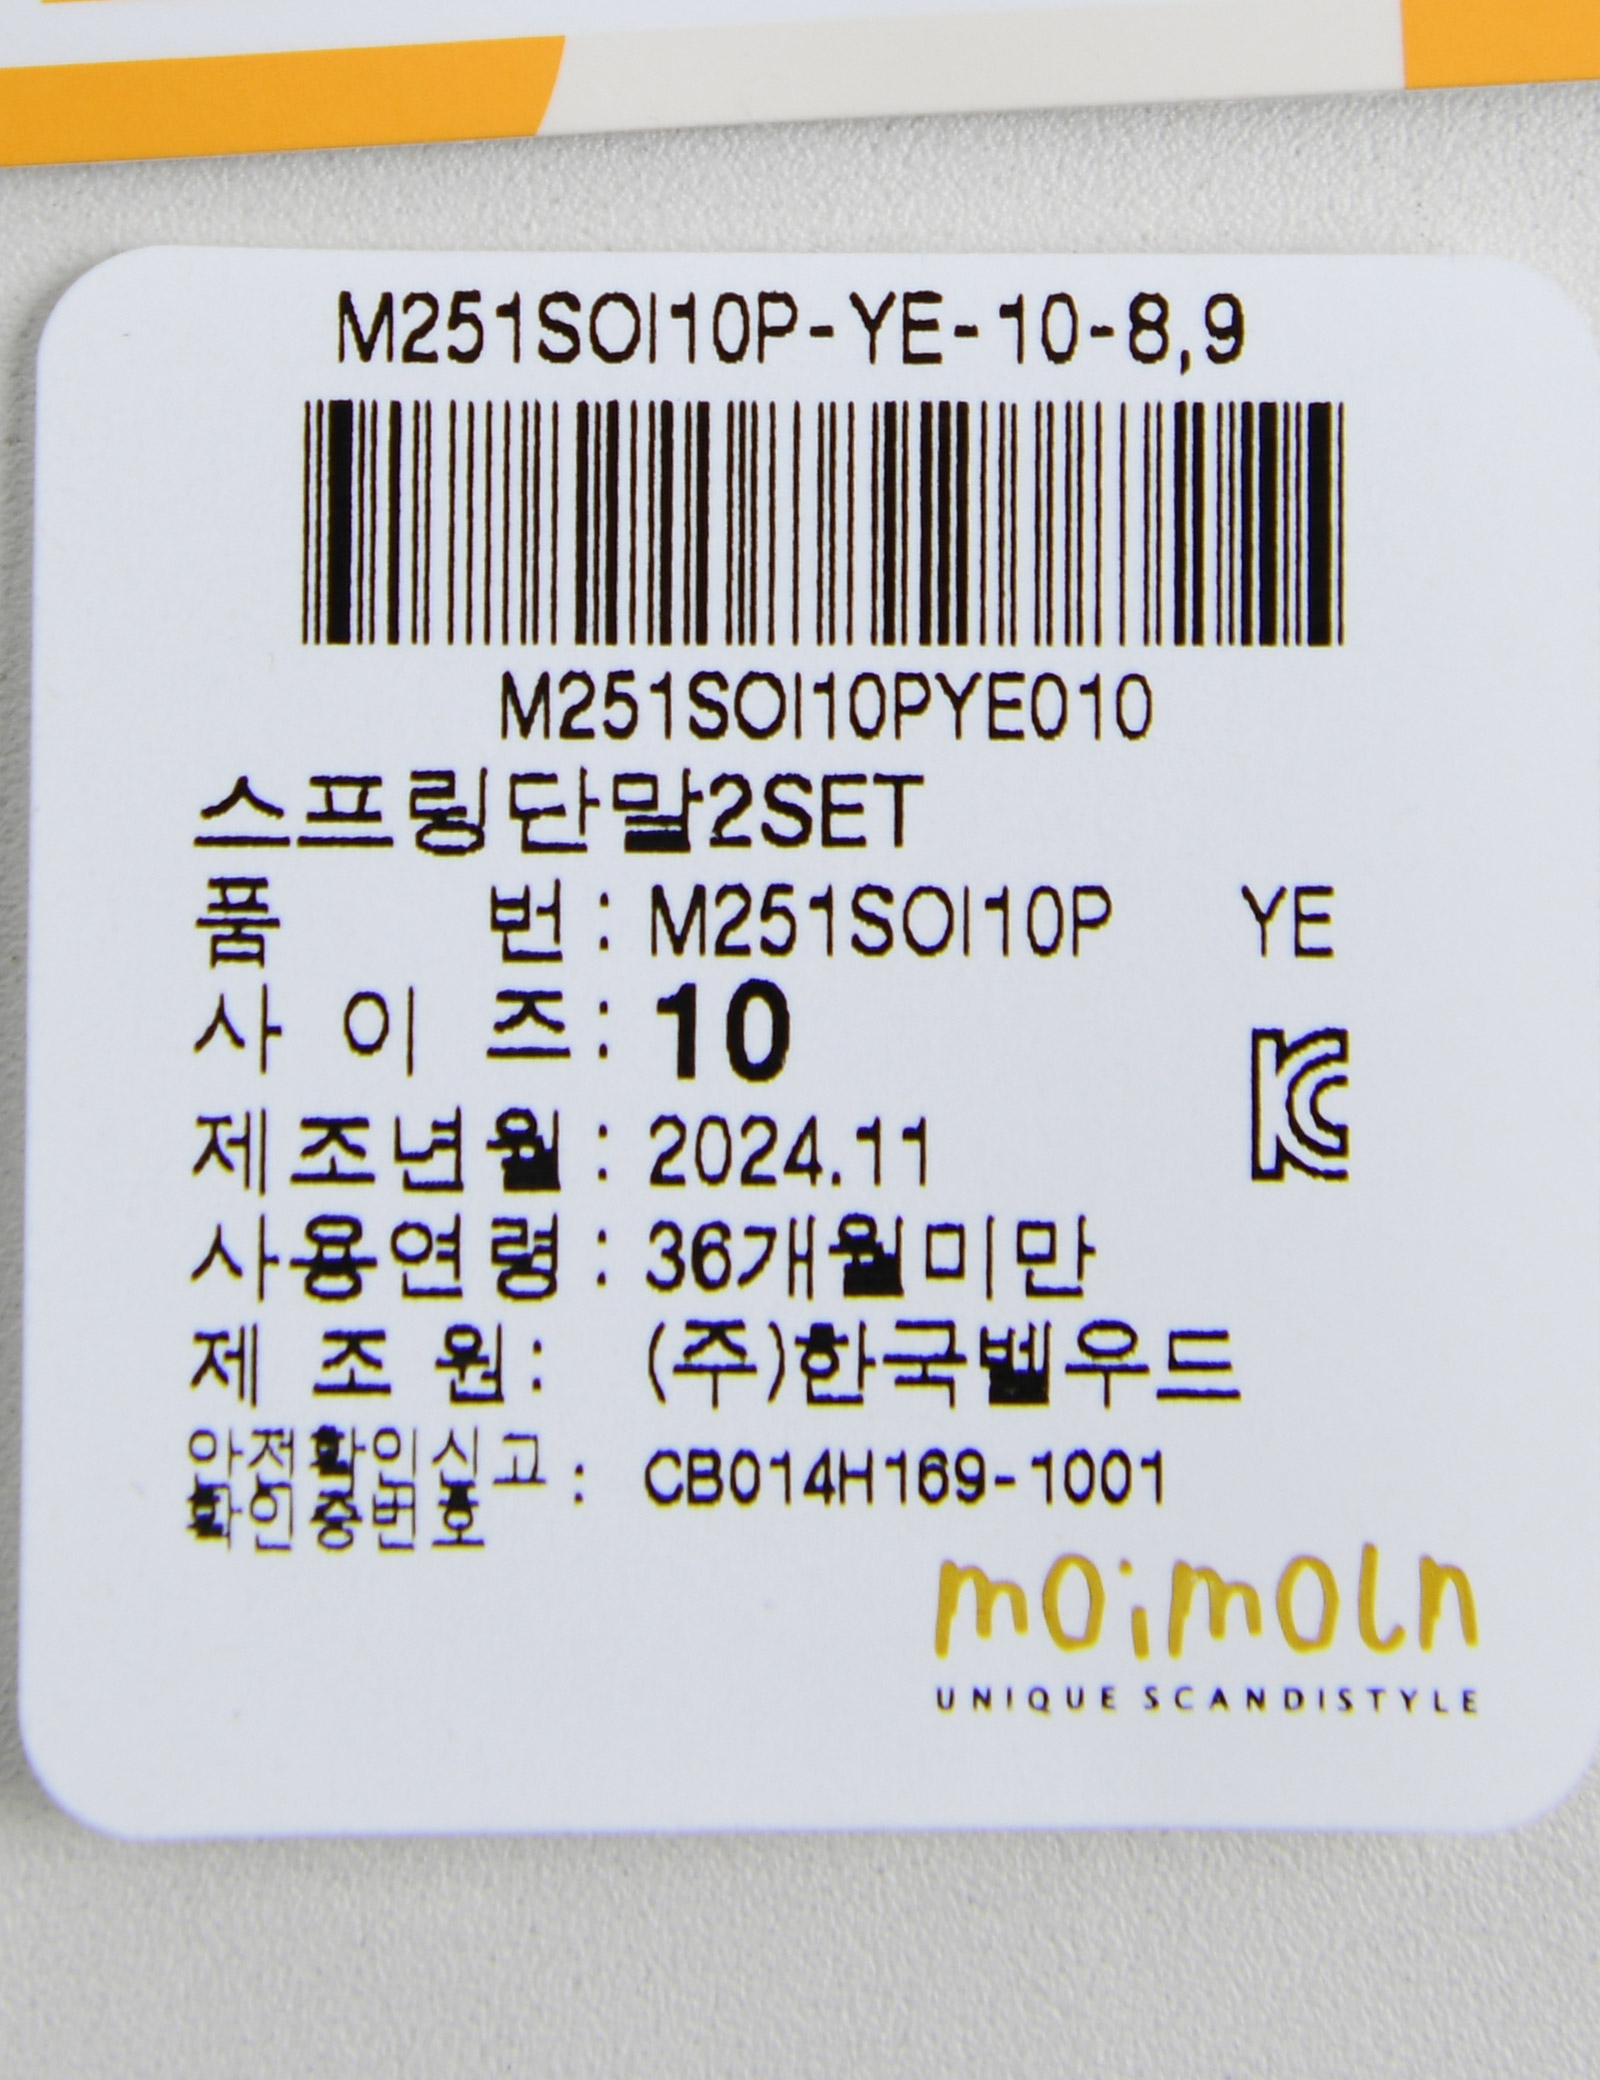 M251SOI10P-YE-10-8,9
M251SOI10PYE010
스프링단말2SET
품 번 : M251SOI10P YE
사 이 즈 : 10
제조년월 : 2024.11
사용연령 : 36개월미만
제 조 원 : (주)한국벨우드
안전확인신고
확인증번호 : CB014H169-1001
moimoln
UNIQUE SCANDISTYLE